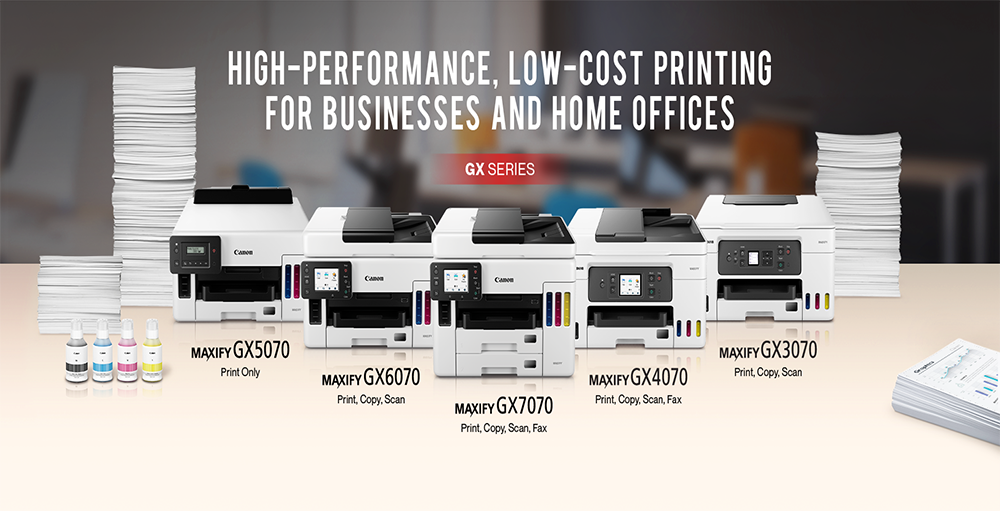 HIGH-PERFORMANCE, LOW-COST PRINTING
FOR BUSINESSES AND HOME OFFICES
GX SERIES
Canon
Canon
Canon
MAXIFY GX5070
Print Only
MAXIFY GX6070
Print, Copy, Scan
MAXIFY GX7070
Print, Copy, Scan, Fax
MAXIFY GX4070
Print, Copy, Scan, Fax
MAXIFY GX3070
Print, Copy, Scan
Graphics